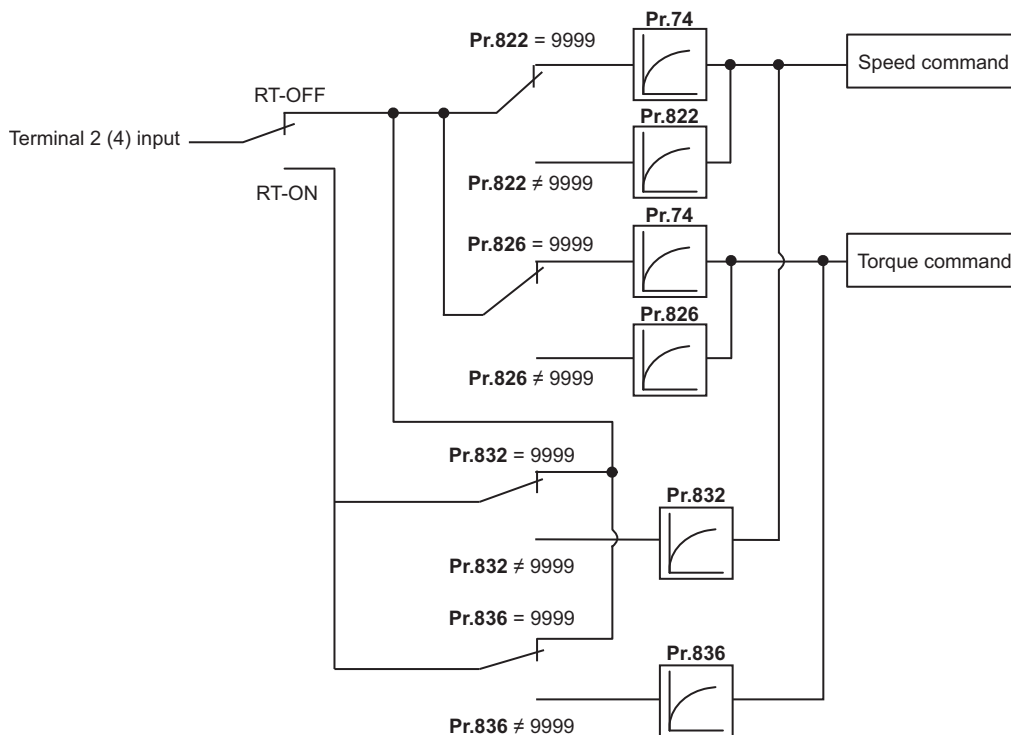 Pr.74
Pr.822 = 9999
Speed command
RT-OFF
Terminal 2 (4) input
Pr.822
Pr.822 ≠ 9999
RT-ON
Pr.74
Pr.826 = 9999
Torque command
Pr.826
Pr.826 ≠ 9999
Pr.832 = 9999
Pr.832
Pr.832 ≠ 9999
Pr.836 = 9999
Pr.836
Pr.836 ≠ 9999